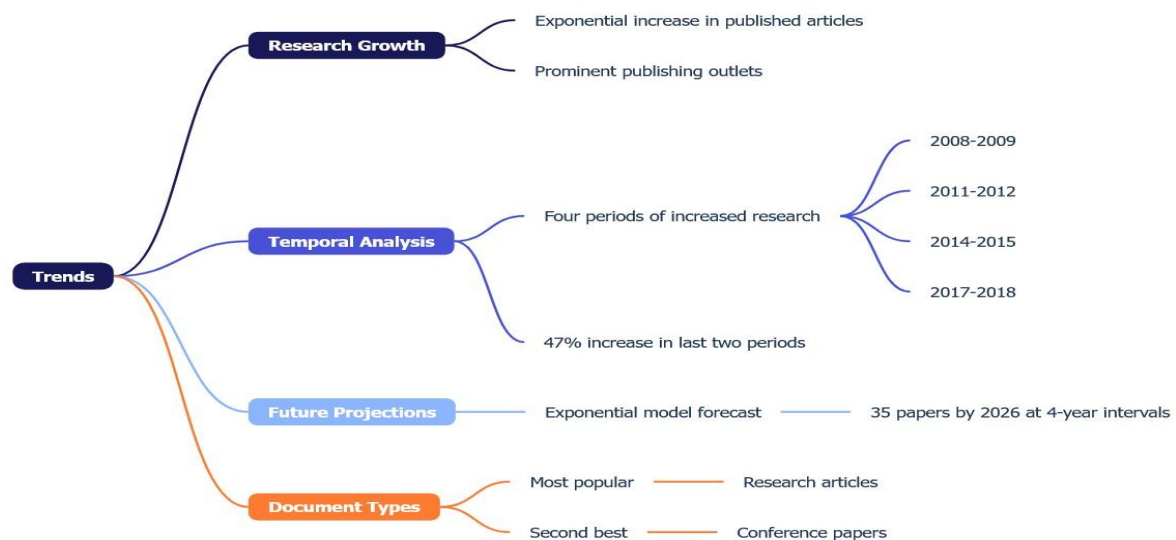 Trends
Research Growth
Exponential increase in published articles
Prominent publishing outlets
Temporal Analysis
Four periods of increased research
2008-2009
2011-2012
2014-2015
2017-2018
47% increase in last two periods
Future Projections
Exponential model forecast
35 papers by 2026 at 4-year intervals
Document Types
Most popular
Research articles
Second best
Conference papers